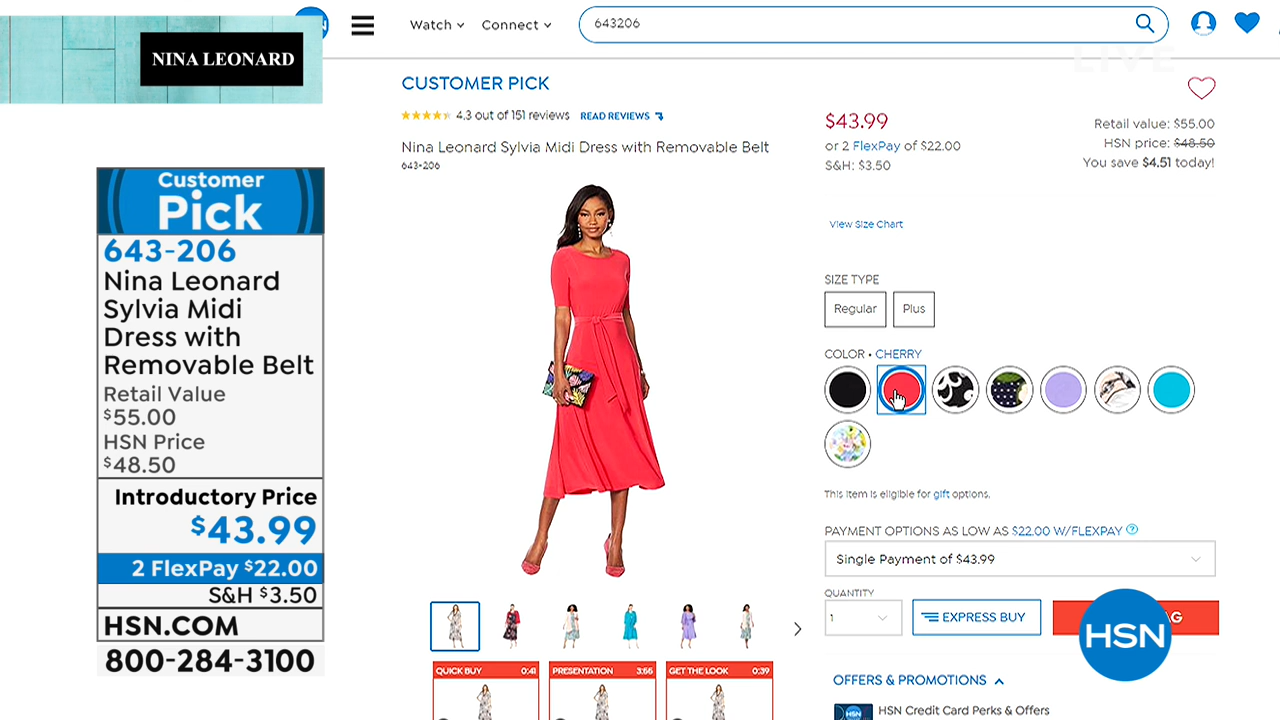 HSN
Watch
Connect
643206
LIVE
NINA LEONARD
CUSTOMER PICK
4.3 out of 151 reviews READ REVIEWS
Nina Leonard Sylvia Midi Dress with Removable Belt
643-206
$43.99
or 2 FlexPay of $22.00
S&H: $3.50
Retail value: $55.00
HSN price: $48.50
You save $4.51 today!
View Size Chart
SIZE TYPE
Regular
Plus
COLOR • CHERRY
This item is eligible for gift options.
PAYMENT OPTIONS AS LOW AS $22.00 W/FLEXPAY ?
Single Payment of $43.99
QUANTITY
1
EXPRESS BUY
HSN
OFFERS & PROMOTIONS
HSN
HSN Credit Card Perks & Offers
QUICK BUY 0:41
PRESENTATION 3:56
GET THE LOOK 0:39
Customer
Pick
643-206
Nina Leonard
Sylvia Midi
Dress with
Removable Belt
Retail Value
$55.00
HSN Price
$48.50
Introductory Price
$43.99
2 FlexPay $22.00
S&H $3.50
HSN.COM
800-284-3100